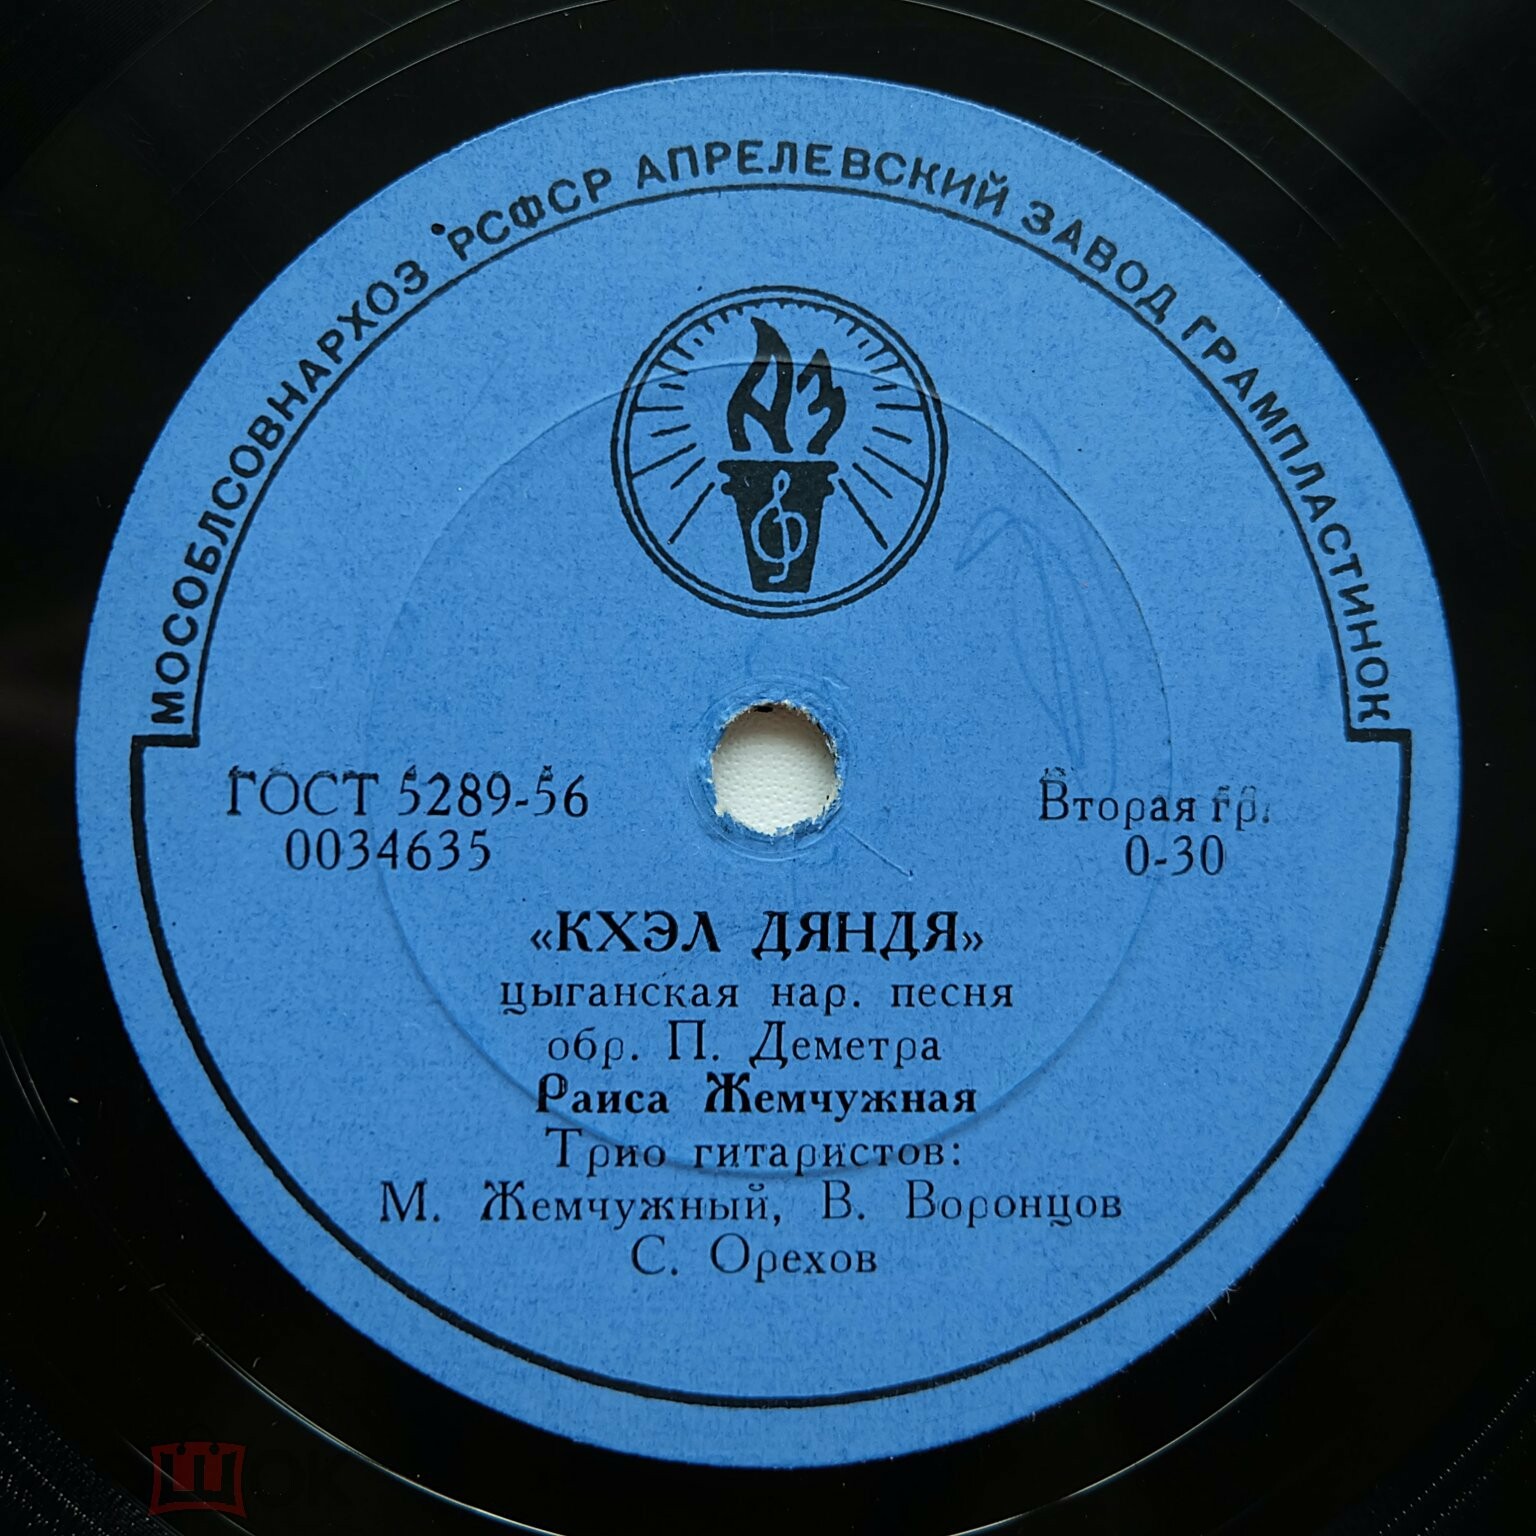 МОСОБЛСОВНАРХОЗ РСФСР АПРЕЛЕВСКИЙ ЗАВОД ГРАМПЛАСТИНОК
АЗ
ГОСТ 5289-56
0034635
Вторая гр.
0-30
«КХЭЛ ДЯНДЯ»
цыганская нар. песня
обр. П. Деметра
Раиса Жемчужная
Трио гитаристов:
М. Жемчужный, В. Воронцов
С. Орехов